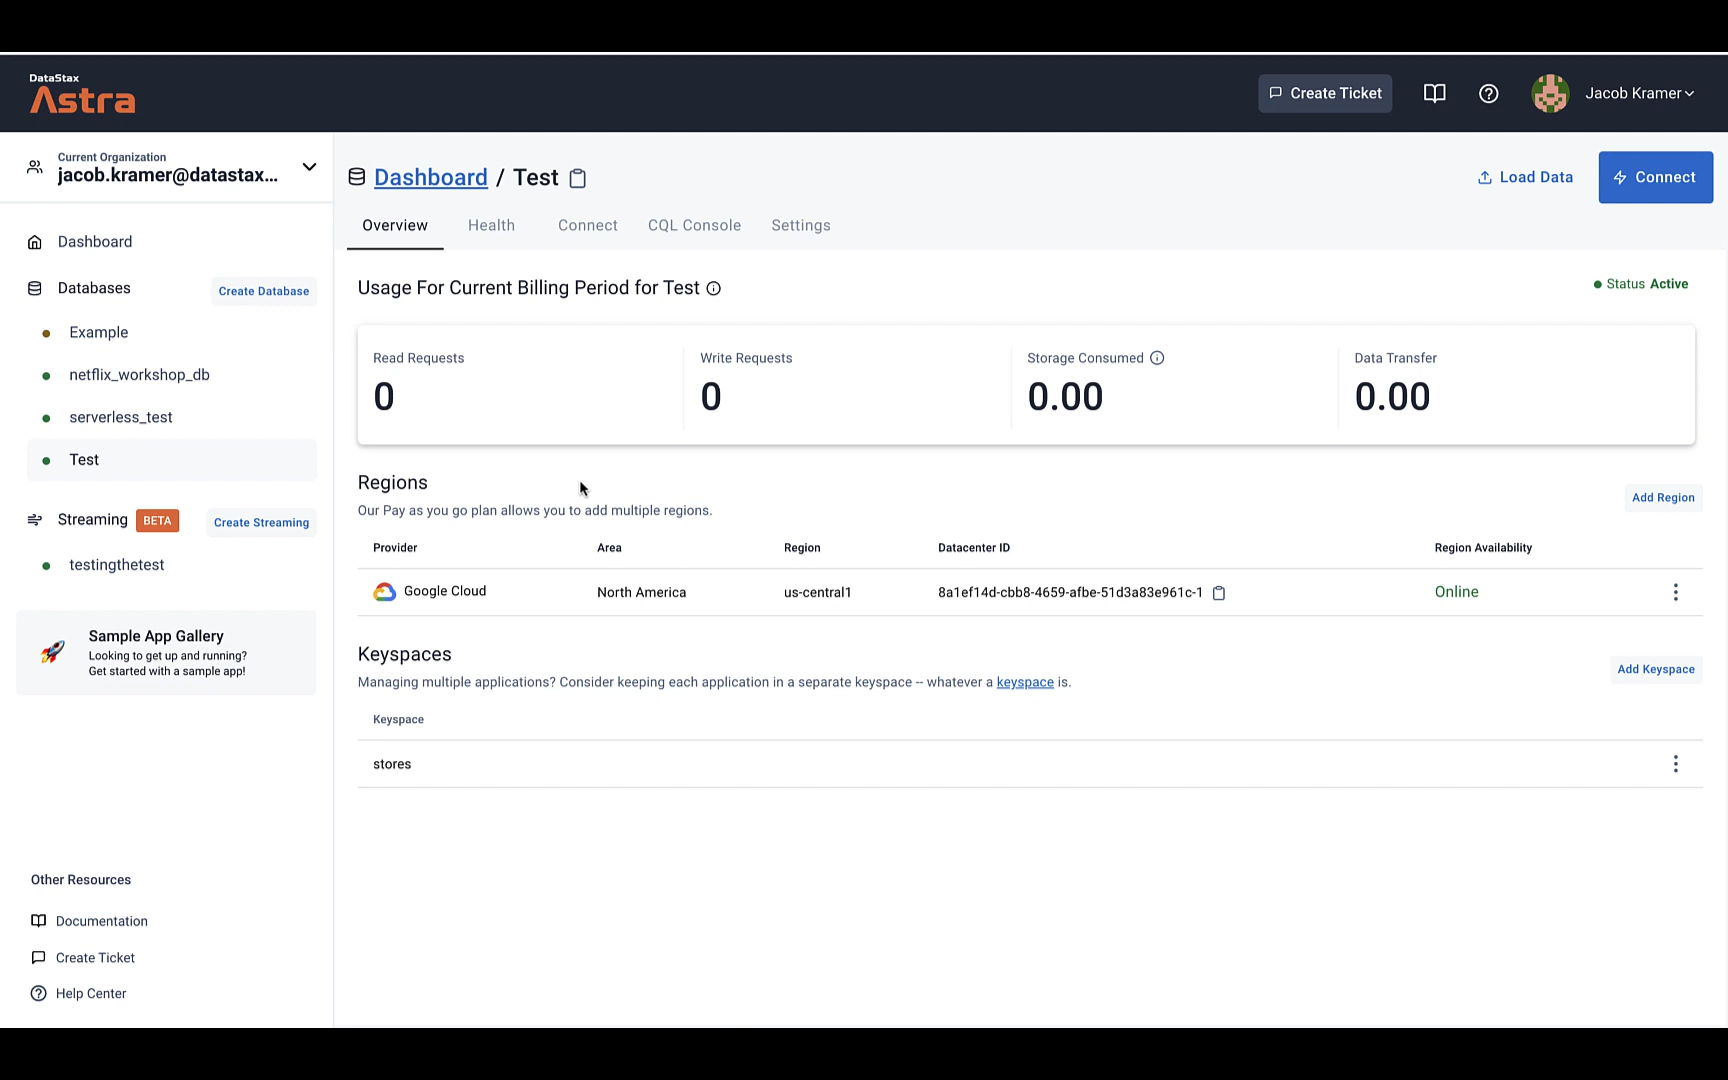 DataStax
Astra
Create Ticket
Jacob Kramer
Current Organization
jacob.kramer@datastax...
Dashboard
Databases
Create Database
Example
netflix_workshop_db
serverless_test
Test
Streaming
BETA
Create Streaming
testingthetest
Sample App Gallery
Looking to get up and running?
Get started with a sample app!
Other Resources
Documentation
Create Ticket
Help Center
Dashboard / Test
Load Data
Connect
Overview
Health
Connect
CQL Console
Settings
Usage For Current Billing Period for Test
Status Active
Read Requests
0
Write Requests
0
Storage Consumed
0.00
Data Transfer
0.00
Regions
Our Pay as you go plan allows you to add multiple regions.
Add Region
Provider
Area
Region
Datacenter ID
Region Availability
Google Cloud
North America
us-central1
8a1ef14d-cbb8-4659-afbe-51d3a83e961c-1
Online
Keyspaces
Managing multiple applications? Consider keeping each application in a separate keyspace -- whatever a keyspace is.
Add Keyspace
Keyspace
stores